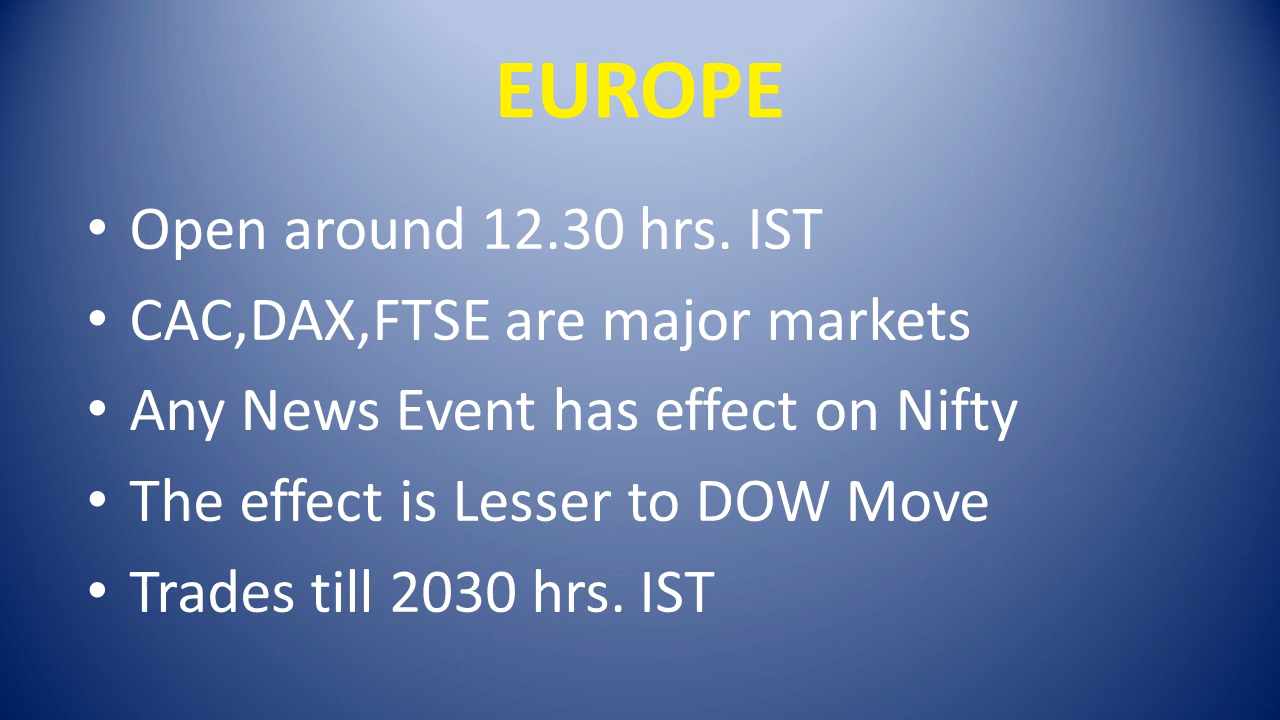 EUROPE
• Open around 12.30 hrs. IST
• CAC,DAX,FTSE are major markets
• Any News Event has effect on Nifty
• The effect is Lesser to DOW Move
• Trades till 2030 hrs. IST